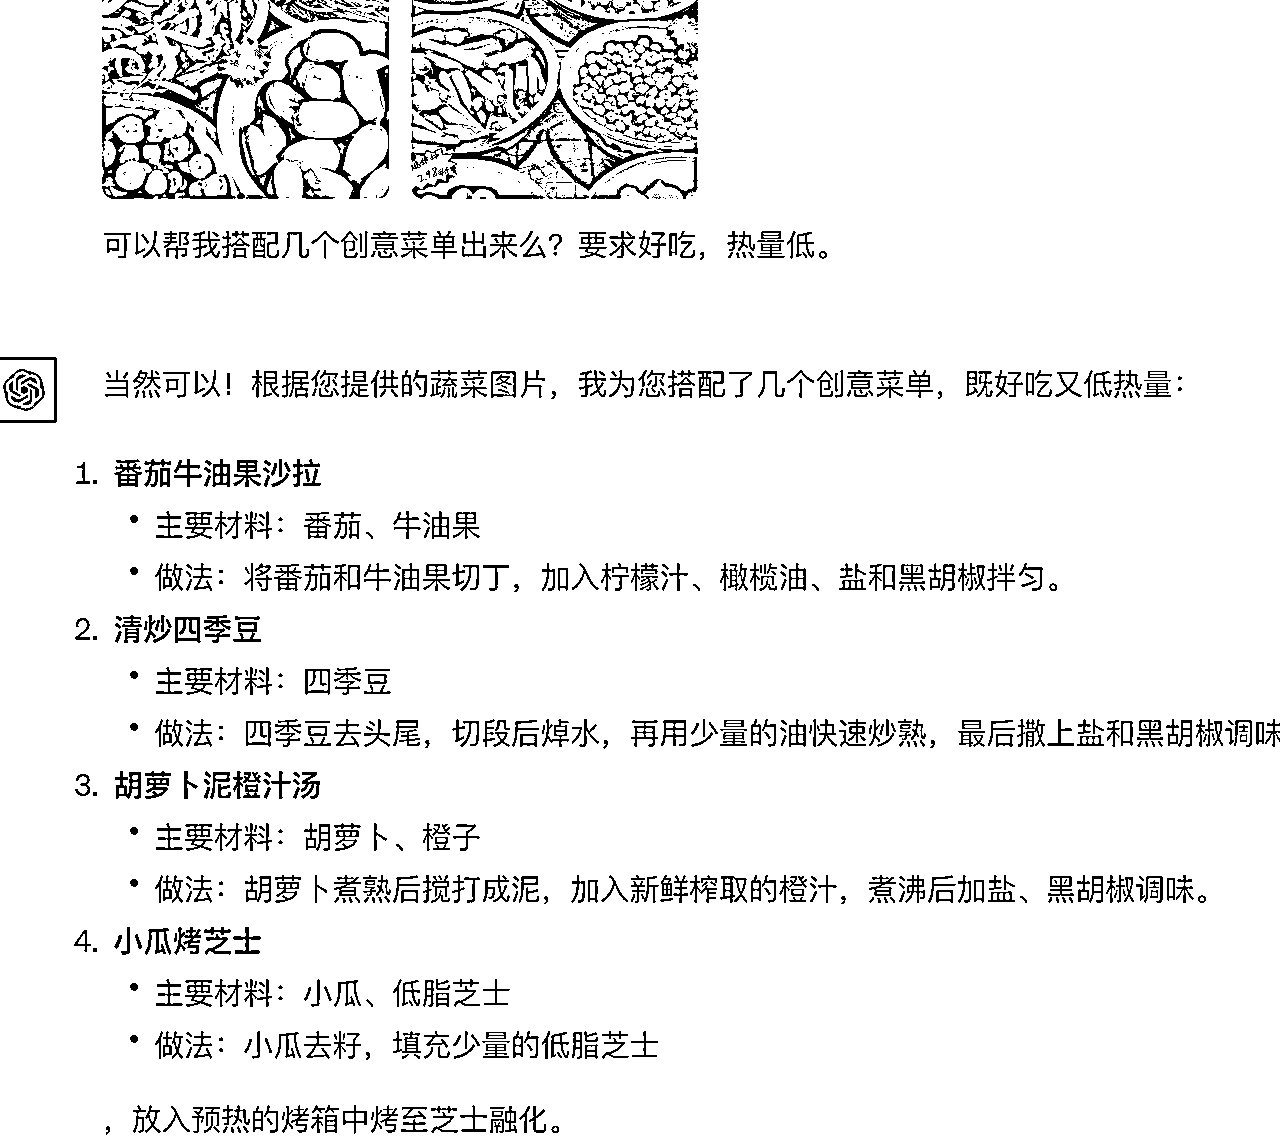 可以帮我搭配几个创意菜单出来么？要求好吃，热量低。
当然可以！根据您提供的蔬菜图片，我为您搭配了几个创意菜单，既好吃又低热量：
1. 番茄牛油果沙拉
• 主要材料：番茄、牛油果
• 做法：将番茄和牛油果切丁，加入柠檬汁、橄榄油、盐和黑胡椒拌匀。
2. 清炒四季豆
• 主要材料：四季豆
• 做法：四季豆去头尾，切段后焯水，再用少量的油快速炒熟，最后撒上盐和黑胡椒调味
3. 胡萝卜泥橙汁汤
• 主要材料：胡萝卜、橙子
• 做法：胡萝卜煮熟后搅打成泥，加入新鲜榨取的橙汁，煮沸后加盐、黑胡椒调味。
4. 小瓜烤芝士
• 主要材料：小瓜、低脂芝士
• 做法：小瓜去籽，填充少量的低脂芝士
，放入预热的烤箱中烤至芝士融化。